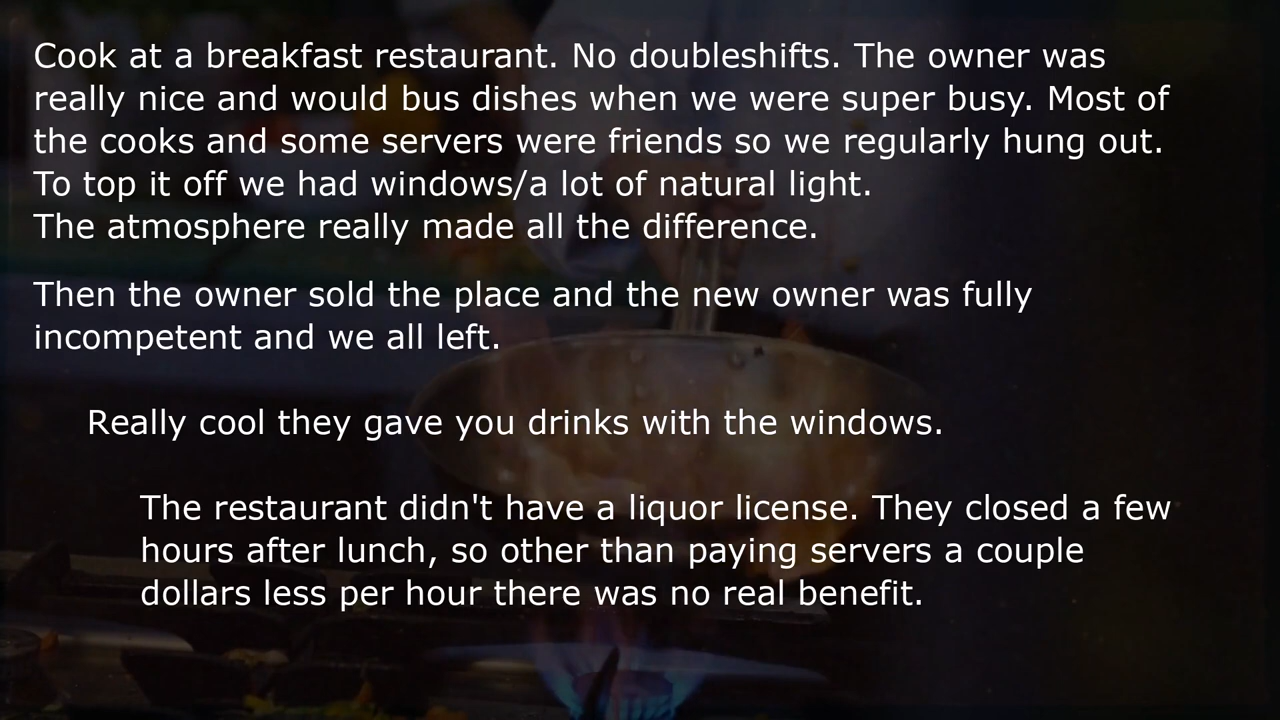 Cook at a breakfast restaurant. No doubleshifts. The owner was
really nice and would bus dishes when we were super busy. Most of
the cooks and some servers were friends so we regularly hung out.
To top it off we had windows/a lot of natural light.
The atmosphere really made all the difference.
Then the owner sold the place and the new owner was fully
incompetent and we all left.
Really cool they gave you drinks with the windows.
The restaurant didn't have a liquor license. They closed a few
hours after lunch, so other than paying servers a couple
dollars less per hour there was no real benefit.